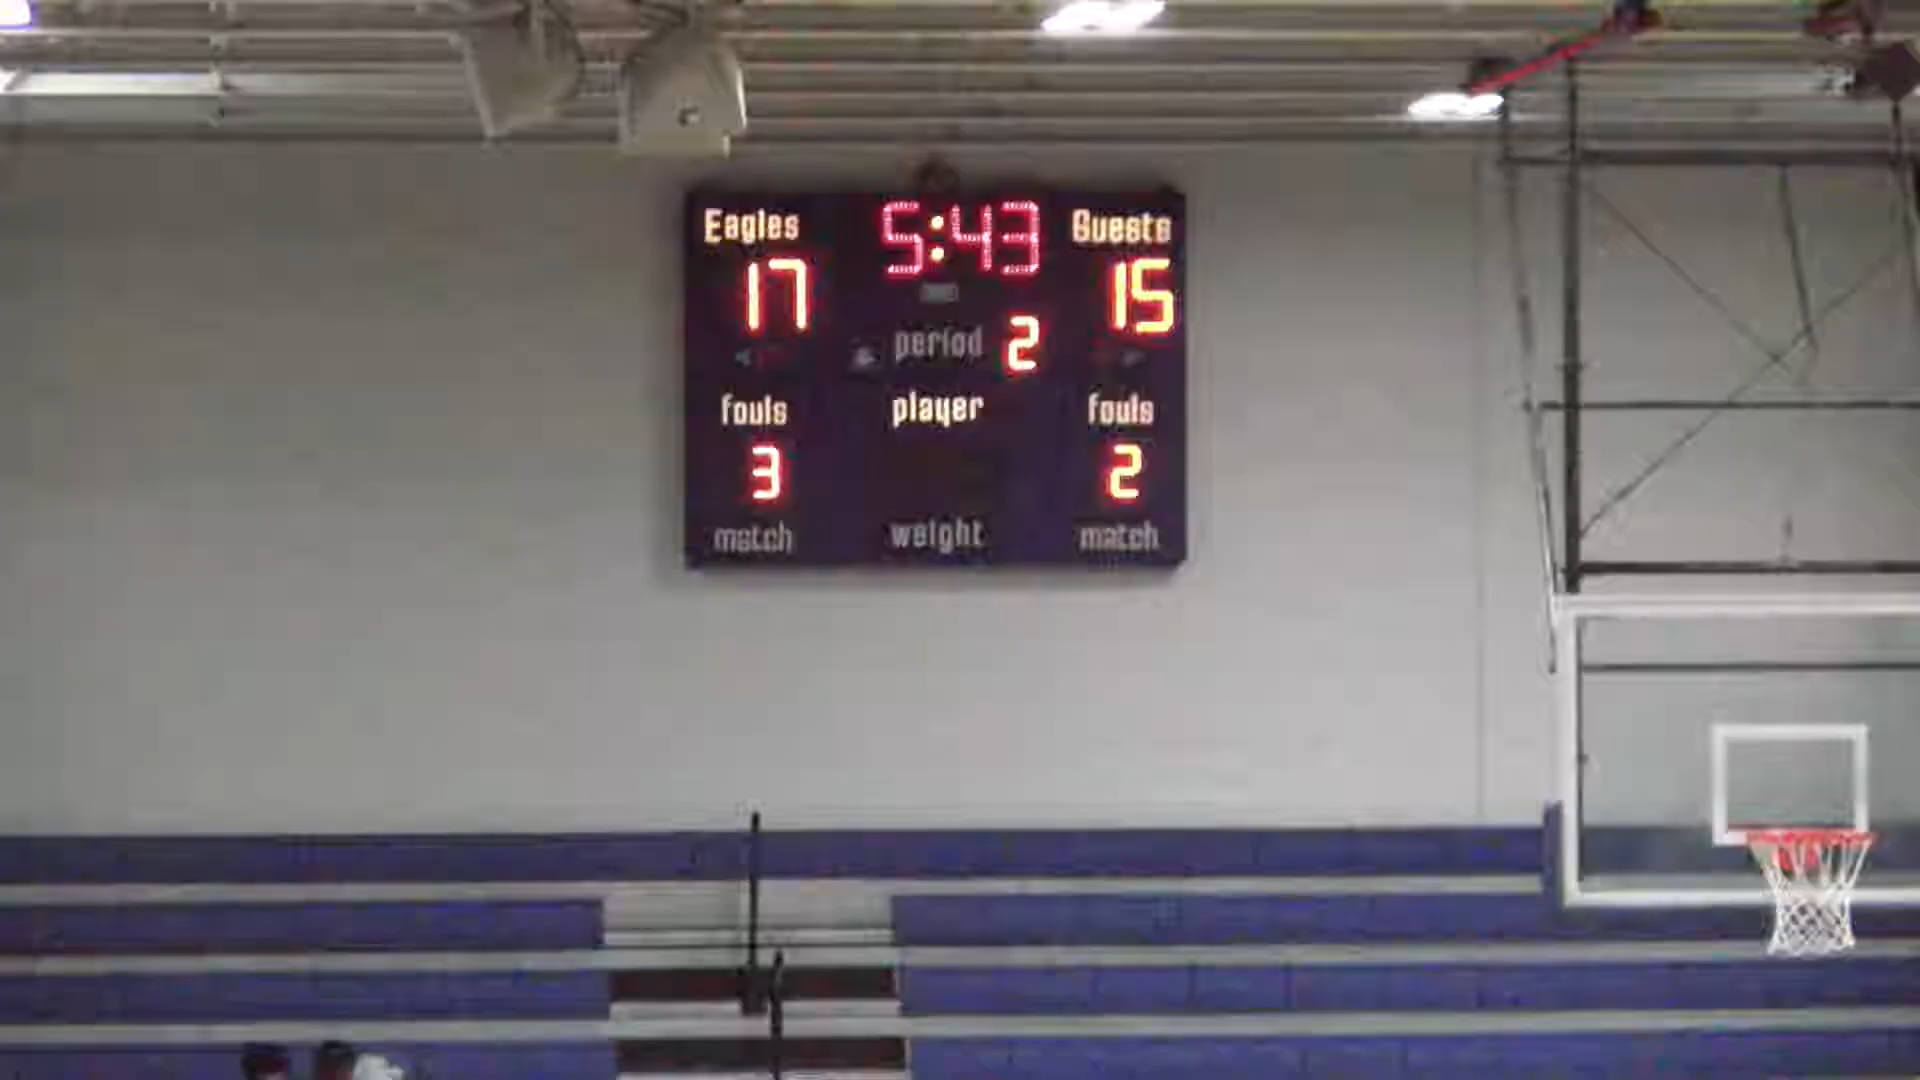 Eagles 5:43 Guests
17 15
period 2
fouls player fouls
3 2
match weight match